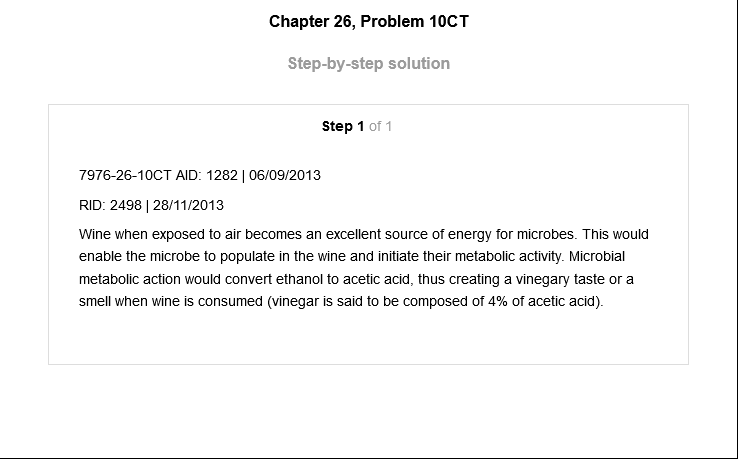 Chapter 26, Problem 10CT
Step-by-step solution
Step 1 of 1
7976-26-10CT AID: 1282 | 06/09/2013
RID: 2498 | 28/11/2013
Wine when exposed to air becomes an excellent source of energy for microbes. This would
enable the microbe to populate in the wine and initiate their metabolic activity. Microbial
metabolic action would convert ethanol to acetic acid, thus creating a vinegary taste or a
smell when wine is consumed (vinegar is said to be composed of 4% of acetic acid).